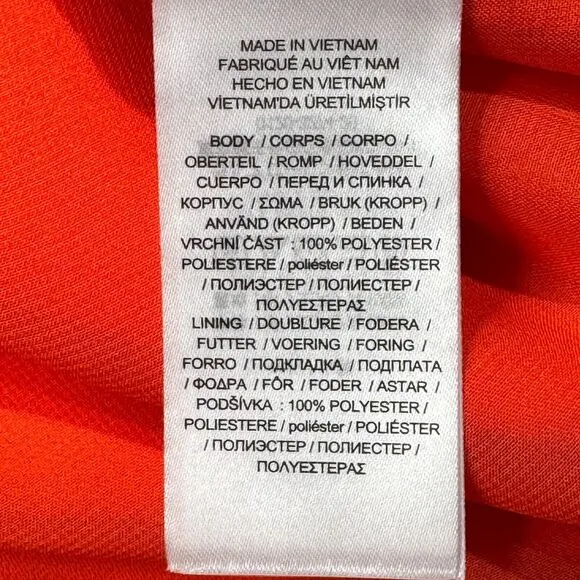 MADE IN VIETNAM
FABRIQUÉ AU VIÊT NAM
HECHO EN VIETNAM
VİETNAM'DA ÜRETİLMİŞTİR
BODY / CORPS / CORPO /
OBERTEIL / ROMP / HOVEDDEL /
CUERPO / ПЕРЕД И СПИНКА /
КОРПУС / ΣΩΜΑ / BRUK (KROPP) /
ANVÄND (KROPP) / BEDEN /
VRCHNÍ ČÁST : 100% POLYESTER /
POLIESTERE / poliéster / POLIÉSTER
/ ПОЛИЭСТЕР / ПОЛИЕСТЕР /
ΠΟΛΥΕΣΤΕΡΑΣ
LINING / DOUBLURE / FODERA /
FUTTER / VOERING / FORING /
FORRO / ПОДКЛАДКА / ПОДПЛАТА
/ ΦΟΔΡΑ / FÔR / FODER / ASTAR /
PODŠÍVKA : 100% POLYESTER /
POLIESTERE / poliéster / POLIÉSTER
/ ПОЛИЭСТЕР / ПОЛИЕСТЕР /
ΠΟΛΥΕΣΤΕΡΑΣ